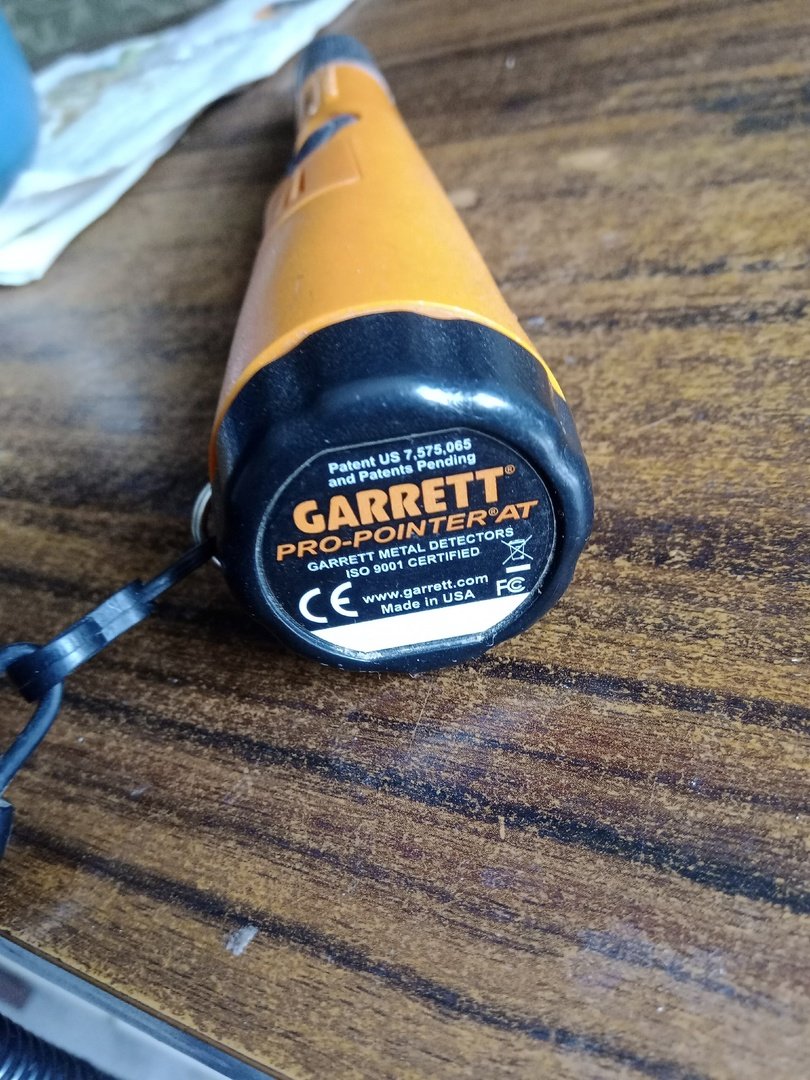 Patent US 7,575,065
and Patents Pending
GARRETT®
PRO-POINTER® AT
GARRETT METAL DETECTORS
ISO 9001 CERTIFIED
CE www.garrett.com FC
Made in USA